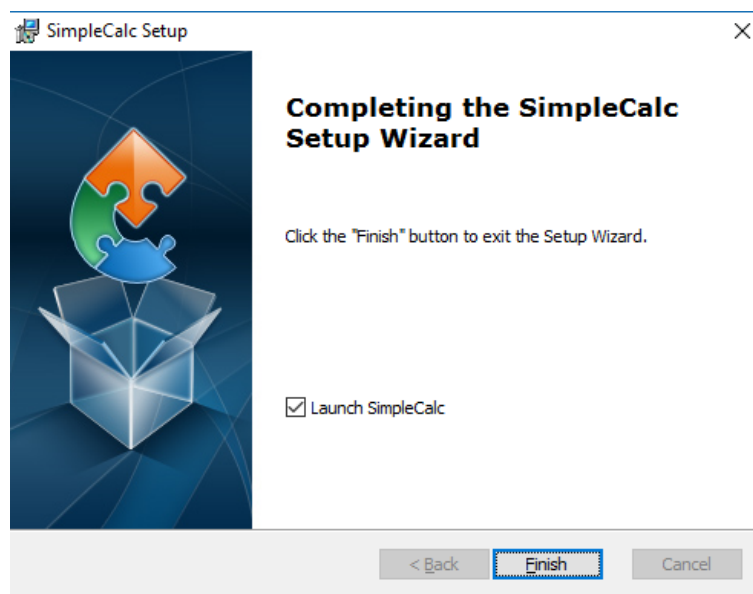 SimpleCalc Setup
Completing the SimpleCalc
Setup Wizard
Click the "Finish" button to exit the Setup Wizard.
Launch SimpleCalc
< Back
Finish
Cancel